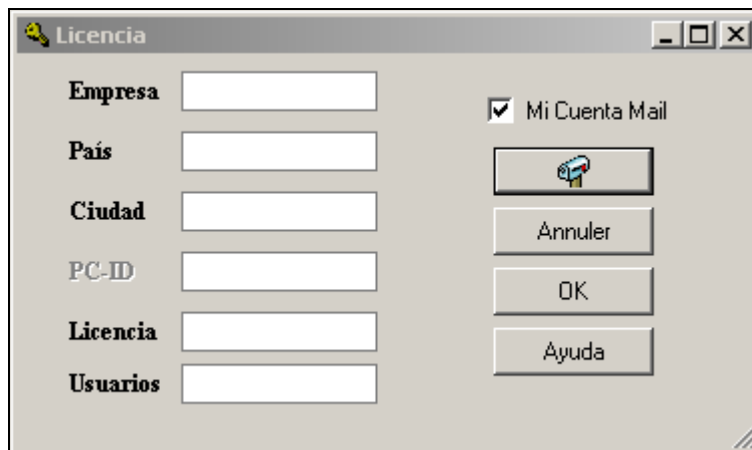 Licencia
Empresa
País
Ciudad
PC-ID
Licencia
Usuarios
Mi Cuenta Mail
Annuler
OK
Ayuda